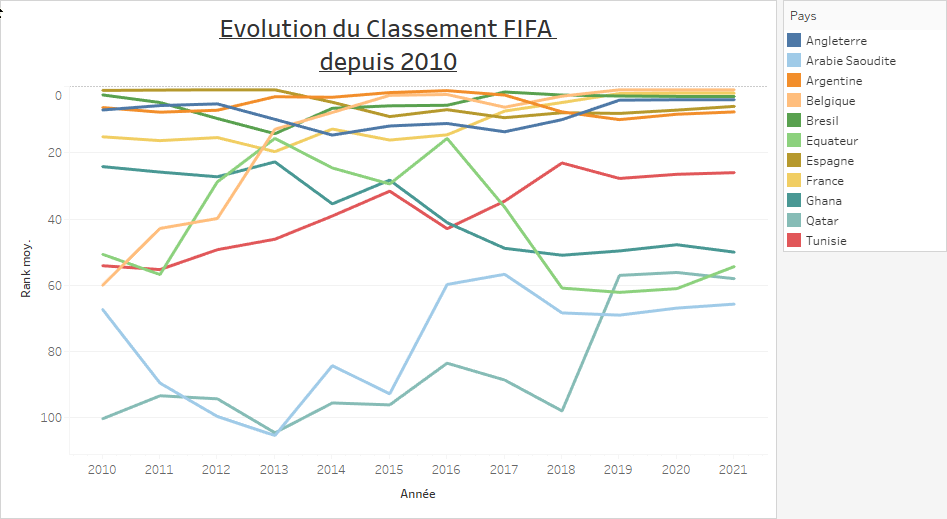 Evolution du Classement FIFA
depuis 2010
0
20
40
60
80
100
Rank moy.
2010 2011 2012 2013 2014 2015 2016 2017 2018 2019 2020 2021
Année
Pays
Angleterre
Arabie Saoudite
Argentine
Belgique
Bresil
Equateur
Espagne
France
Ghana
Qatar
Tunisie